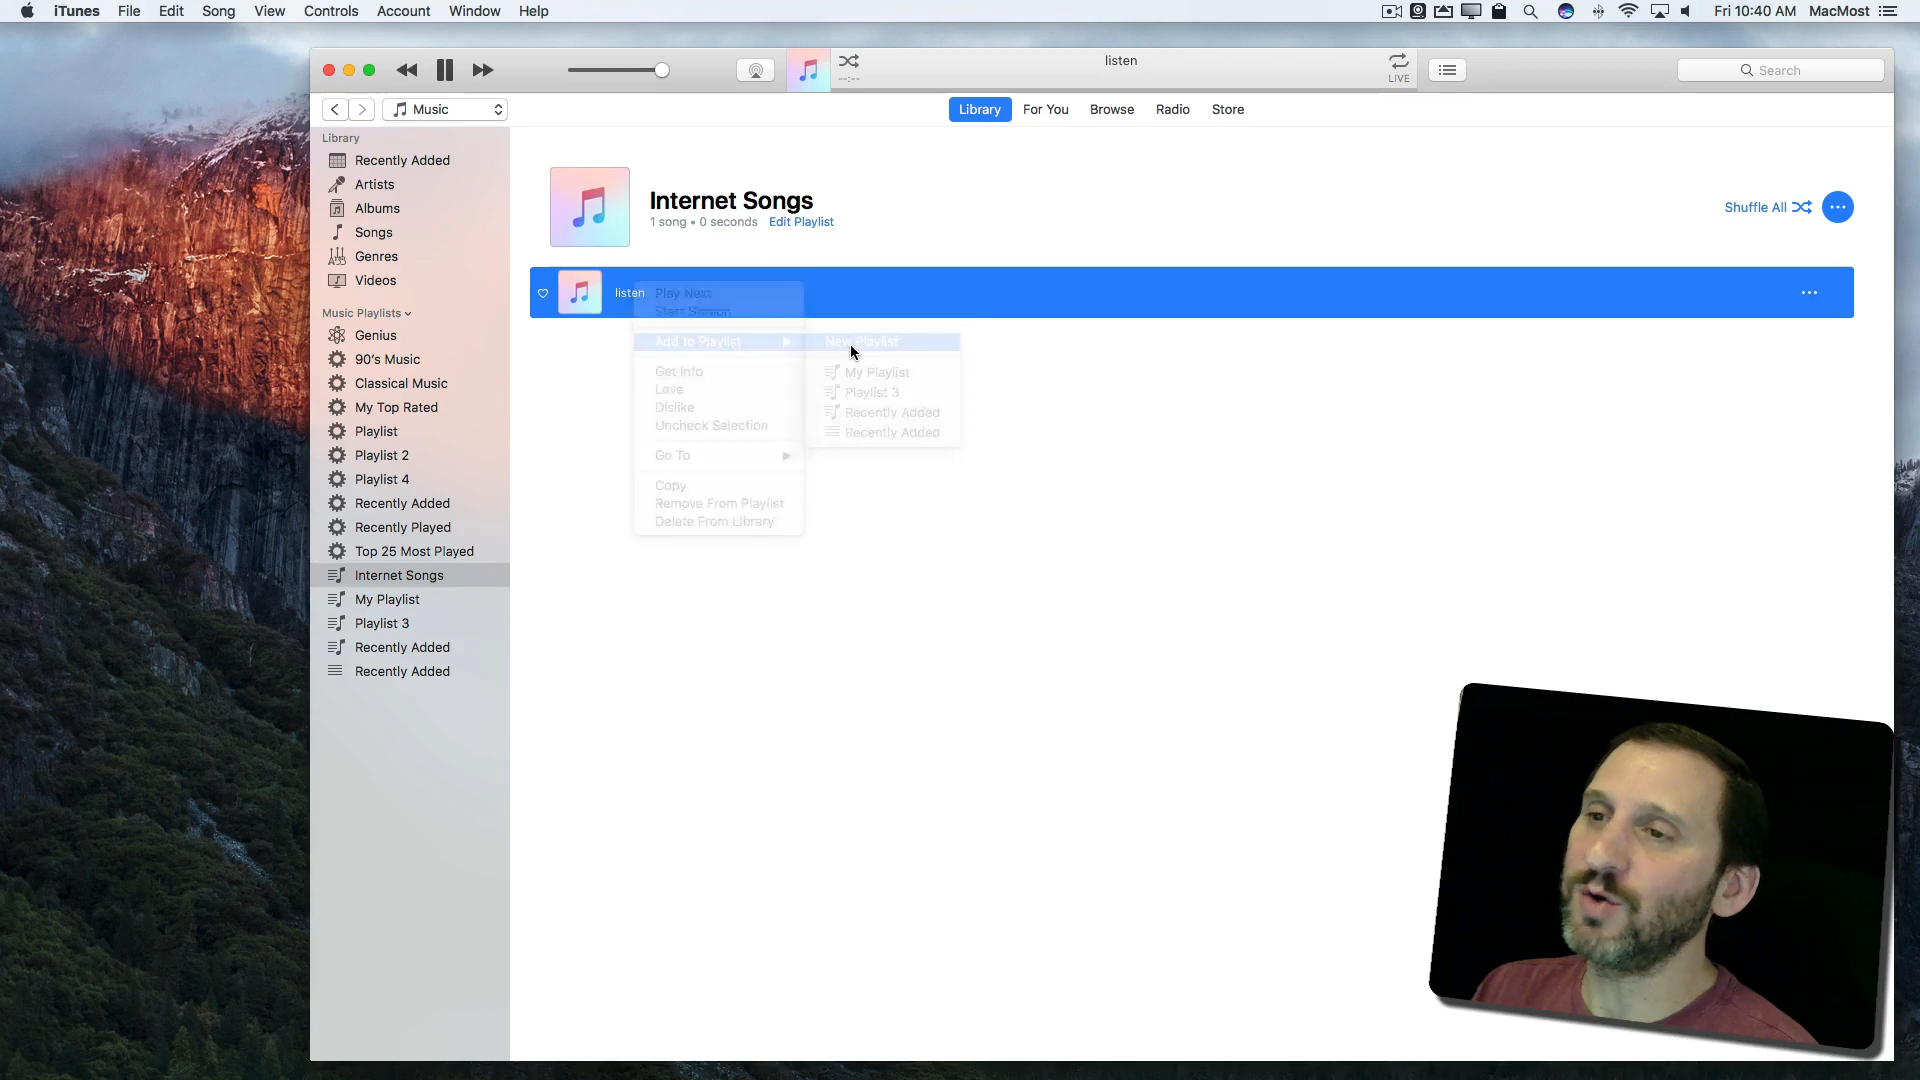 iTunes File Edit Song View Controls Account Window Help
Fri 10:40 AM MacMost
listen
--:--
LIVE
Search
Music
Library For You Browse Radio Store
Library
Recently Added
Artists
Albums
Songs
Genres
Videos
Music Playlists
Genius
90's Music
Classical Music
My Top Rated
Playlist
Playlist 2
Playlist 4
Recently Added
Recently Played
Top 25 Most Played
Internet Songs
My Playlist
Playlist 3
Recently Added
Recently Added
Internet Songs
1 song • 0 seconds Edit Playlist
Shuffle All
listen
Play Next
Start Station
Add to Playlist
Get Info
Love
Dislike
Uncheck Selection
Go To
Copy
Remove From Playlist
Delete From Library
New Playlist
My Playlist
Playlist 3
Recently Added
Recently Added